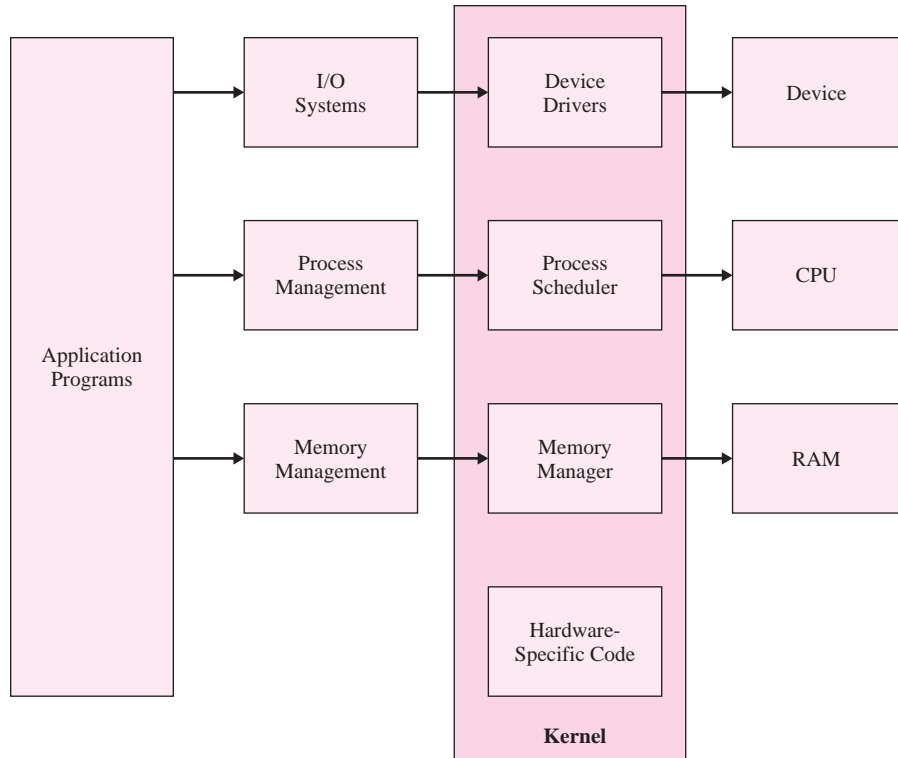 I/O
Systems
Device
Drivers
Device
Process
Management
Process
Scheduler
CPU
Application
Programs
Memory
Management
Memory
Manager
RAM
Hardware-
Specific Code
Kernel